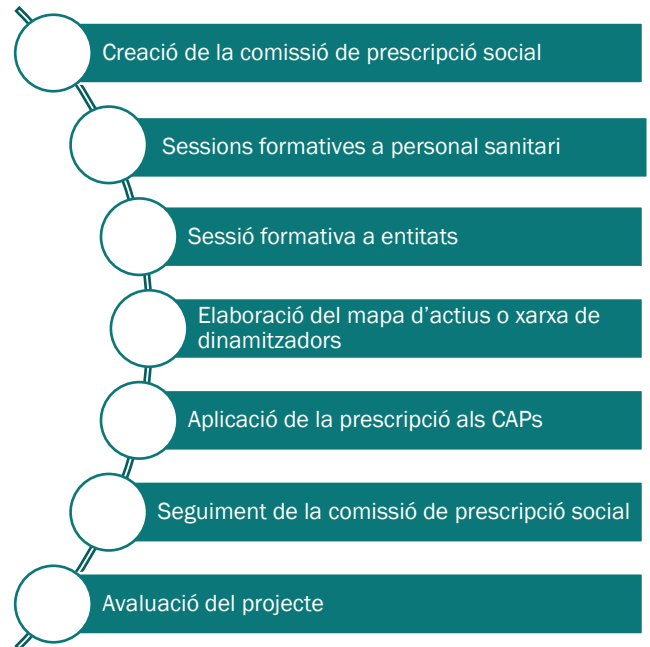 Creació de la comissió de prescripció social
Sessions formatives a personal sanitari
Sessió formativa a entitats
Elaboració del mapa d'actius o xarxa de
dinamitzadors
Aplicació de la prescripció als CAPs
Seguiment de la comissió de prescripció social
Avaluació del projecte